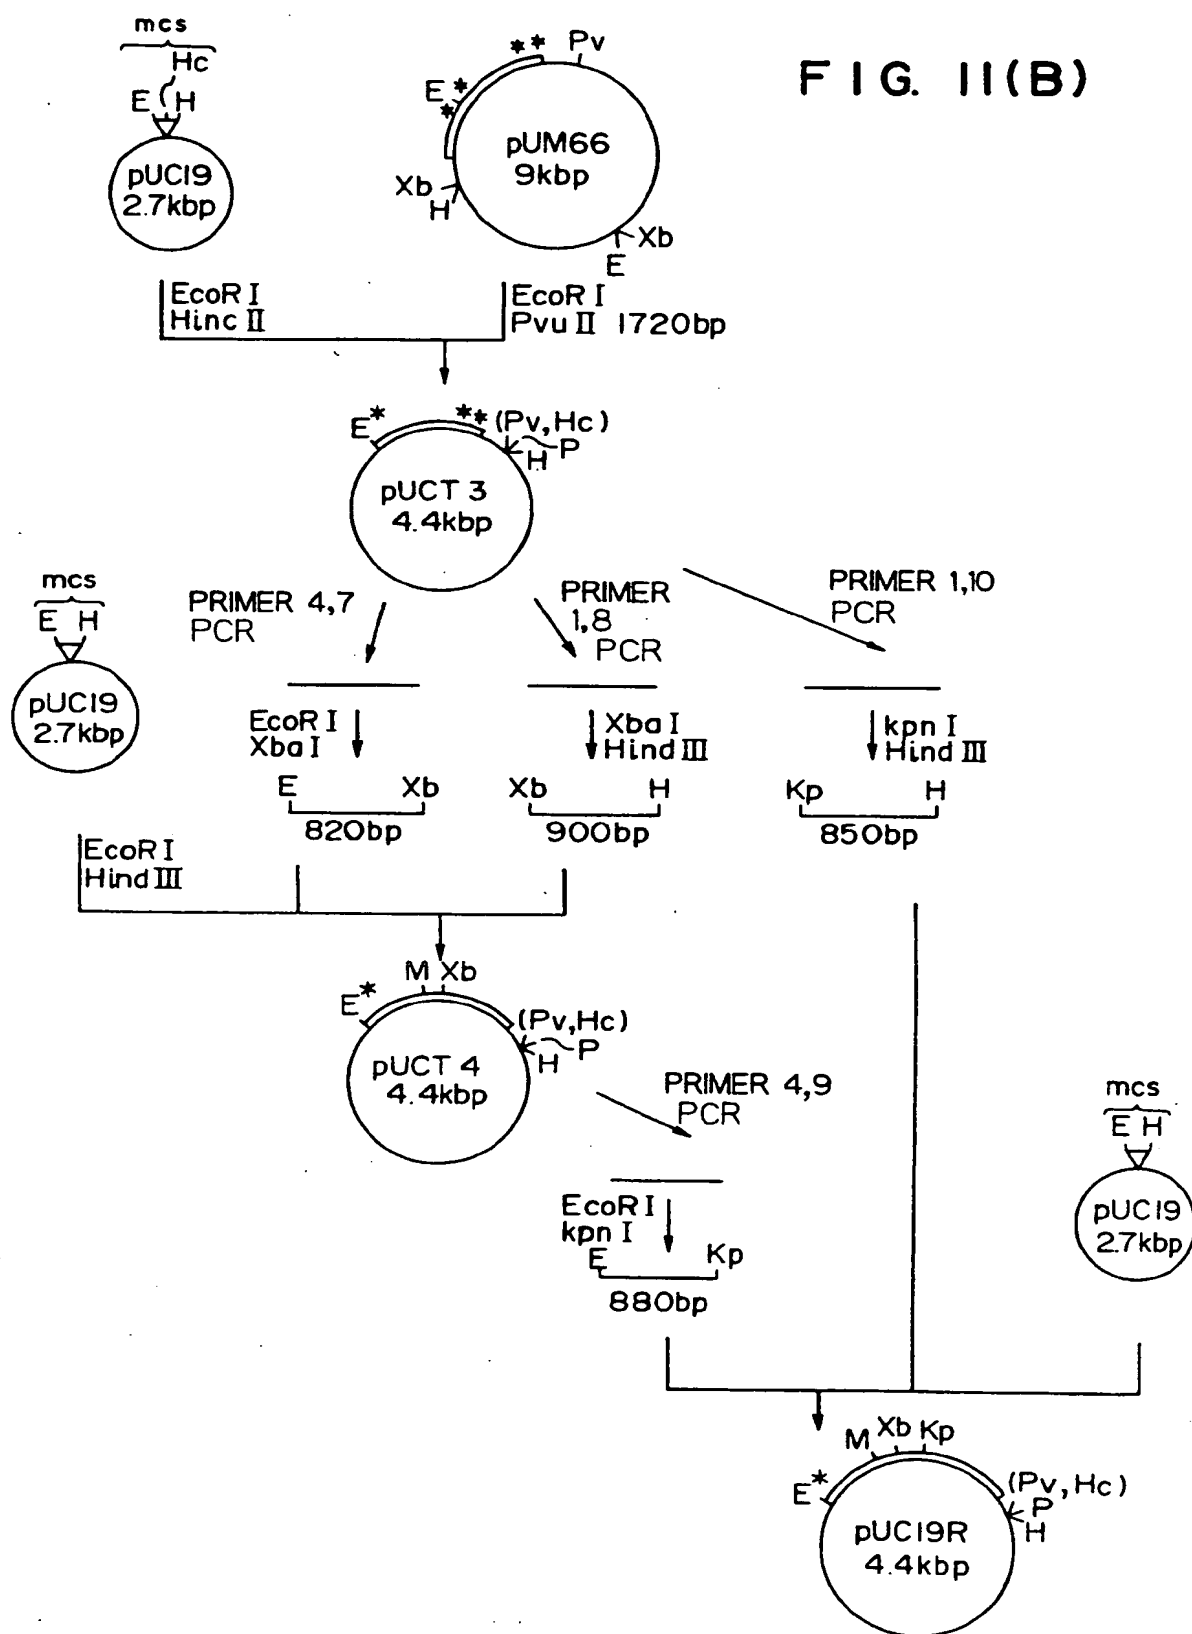 FIG. 11(B)
mcs
Hc
E H
pUC19
2.7kbp
** Pv
E *
*
pUM66
9kbp
Xb
H
Xb
E
EcoR I
Hinc II
EcoR I
Pvu II 1720bp
E* ** (Pv,Hc)
H P
pUCT 3
4.4kbp
mcs
E H
pUC19
2.7kbp
PRIMER 4,7
PCR
PRIMER
1,8
PCR
PRIMER 1,10
PCR
EcoR I
Xba I
Xba I
Hind III
kpn I
Hind III
E Xb
820bp
Xb H
900bp
Kp H
850bp
EcoR I
Hind III
M Xb
E* (Pv,Hc)
H P
pUCT 4
4.4kbp
PRIMER 4,9
PCR
mcs
E H
pUC19
2.7kbp
EcoR I
kpn I
E Kp
880bp
M Xb Kp
E* (Pv,Hc)
P
H
pUC19R
4.4kbp